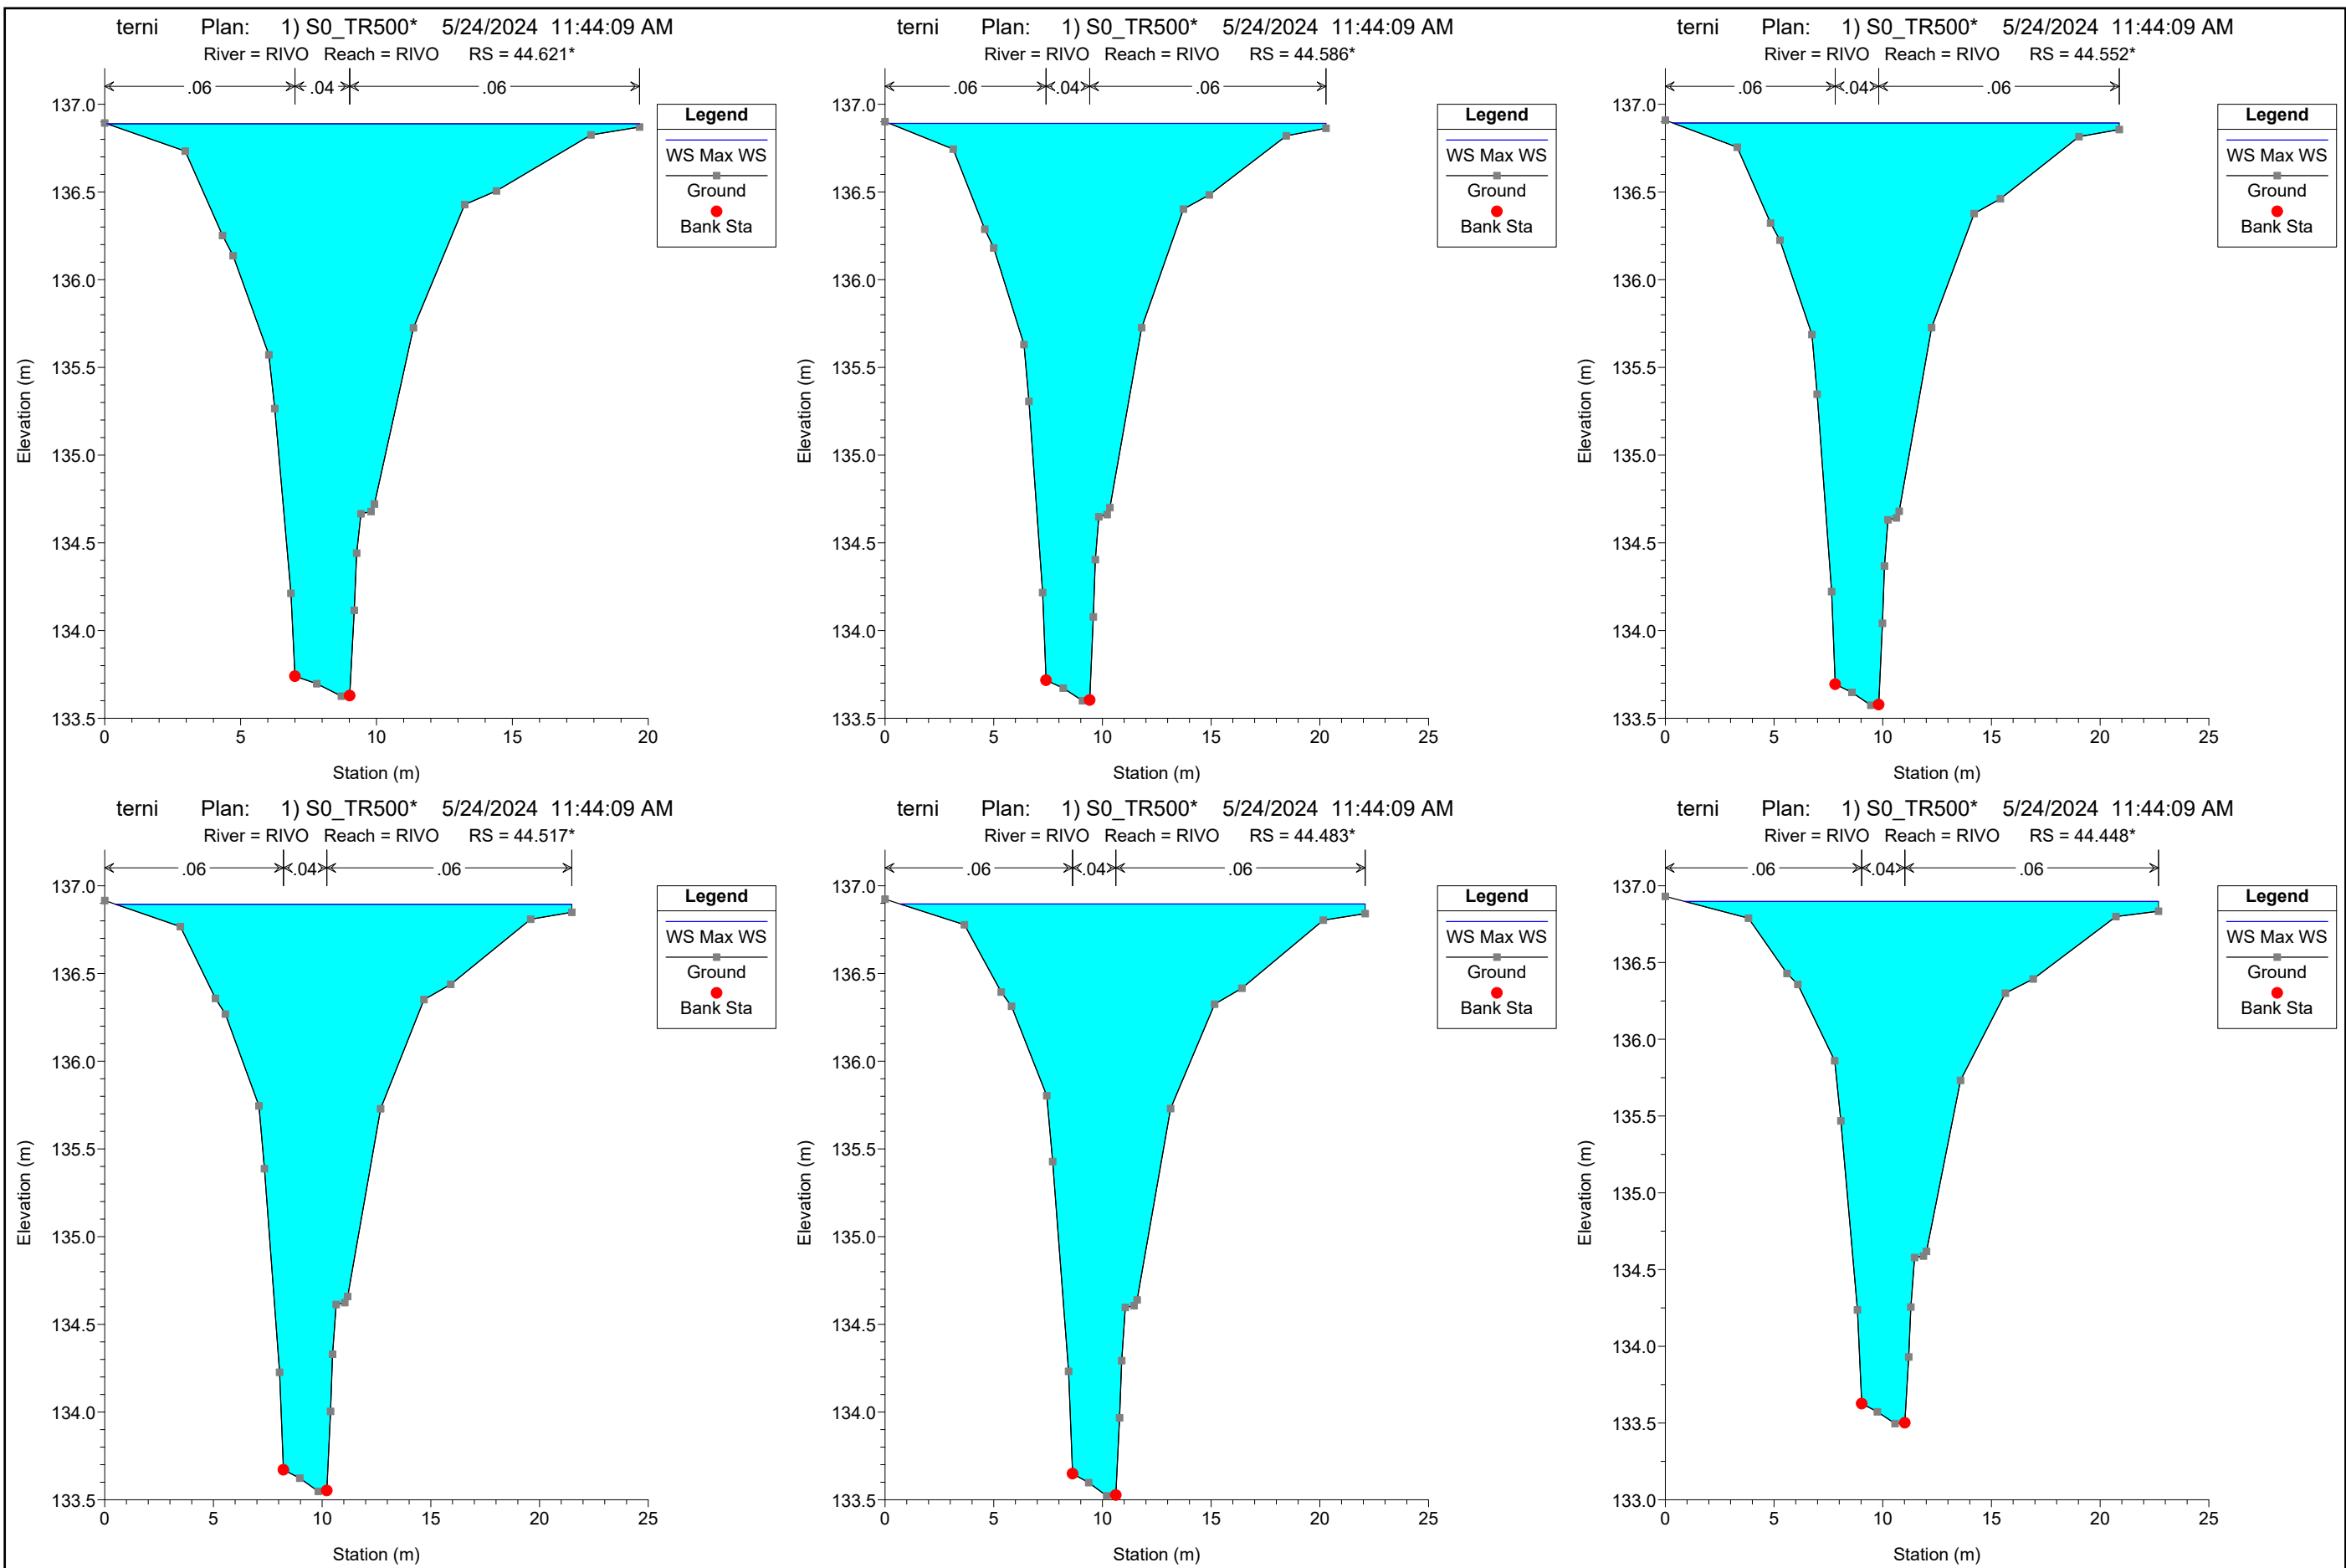 terni Plan: 1) S0_TR500* 5/24/2024 11:44:09 AM
River = RIVO Reach = RIVO RS = 44.621*
.06 .04 .06
137.0
136.5
136.0
135.5
135.0
134.5
134.0
133.5
0 5 10 15 20
Elevation (m)
Station (m)
Legend
WS Max WS
Ground
Bank Sta
terni Plan: 1) S0_TR500* 5/24/2024 11:44:09 AM
River = RIVO Reach = RIVO RS = 44.586*
.06 .04 .06
137.0
136.5
136.0
135.5
135.0
134.5
134.0
133.5
0 5 10 15 20 25
Elevation (m)
Station (m)
Legend
WS Max WS
Ground
Bank Sta
terni Plan: 1) S0_TR500* 5/24/2024 11:44:09 AM
River = RIVO Reach = RIVO RS = 44.552*
.06 .04 .06
137.0
136.5
136.0
135.5
135.0
134.5
134.0
133.5
0 5 10 15 20 25
Elevation (m)
Station (m)
Legend
WS Max WS
Ground
Bank Sta
terni Plan: 1) S0_TR500* 5/24/2024 11:44:09 AM
River = RIVO Reach = RIVO RS = 44.517*
.06 .04 .06
137.0
136.5
136.0
135.5
135.0
134.5
134.0
133.5
0 5 10 15 20 25
Elevation (m)
Station (m)
Legend
WS Max WS
Ground
Bank Sta
terni Plan: 1) S0_TR500* 5/24/2024 11:44:09 AM
River = RIVO Reach = RIVO RS = 44.483*
.06 .04 .06
137.0
136.5
136.0
135.5
135.0
134.5
134.0
133.5
0 5 10 15 20 25
Elevation (m)
Station (m)
Legend
WS Max WS
Ground
Bank Sta
terni Plan: 1) S0_TR500* 5/24/2024 11:44:09 AM
River = RIVO Reach = RIVO RS = 44.448*
.06 .04 .06
137.0
136.5
136.0
135.5
135.0
134.5
134.0
133.5
133.0
0 5 10 15 20 25
Elevation (m)
Station (m)
Legend
WS Max WS
Ground
Bank Sta